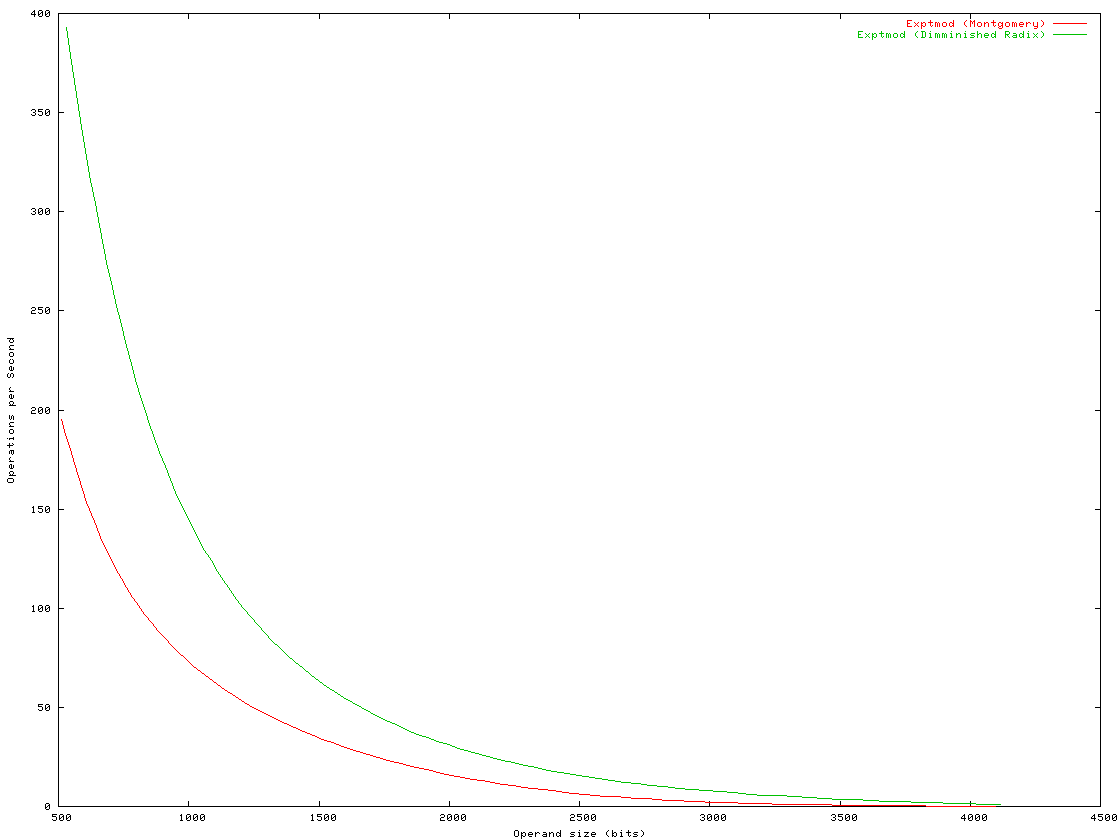 400
350
300
250
200
150
100
50
0
Operations per Second
Exptmod (Montgomery)
Exptmod (Dimminished Radix)
500 1000 1500 2000 2500 3000 3500 4000 4500
Operand size (bits)